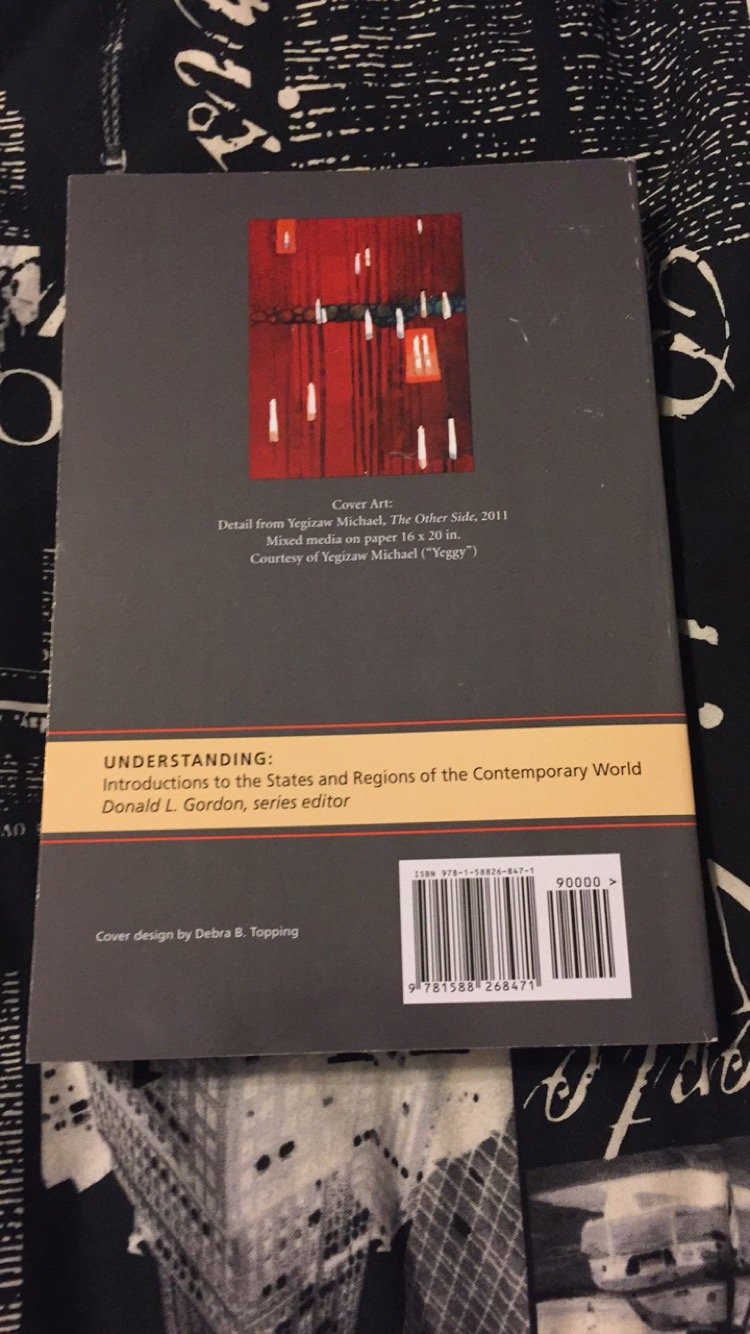 Cover Art:
Detail from Yegizaw Michael, The Other Side, 2011
Mixed media on paper 16 x 20 in.
Courtesy of Yegizaw Michael (“Yeggy”)
UNDERSTANDING:
Introductions to the States and Regions of the Contemporary World
Donald L. Gordon, series editor
Cover design by Debra B. Topping
ISBN 978-1-58826-847-1
90000 >
9 781588 268471